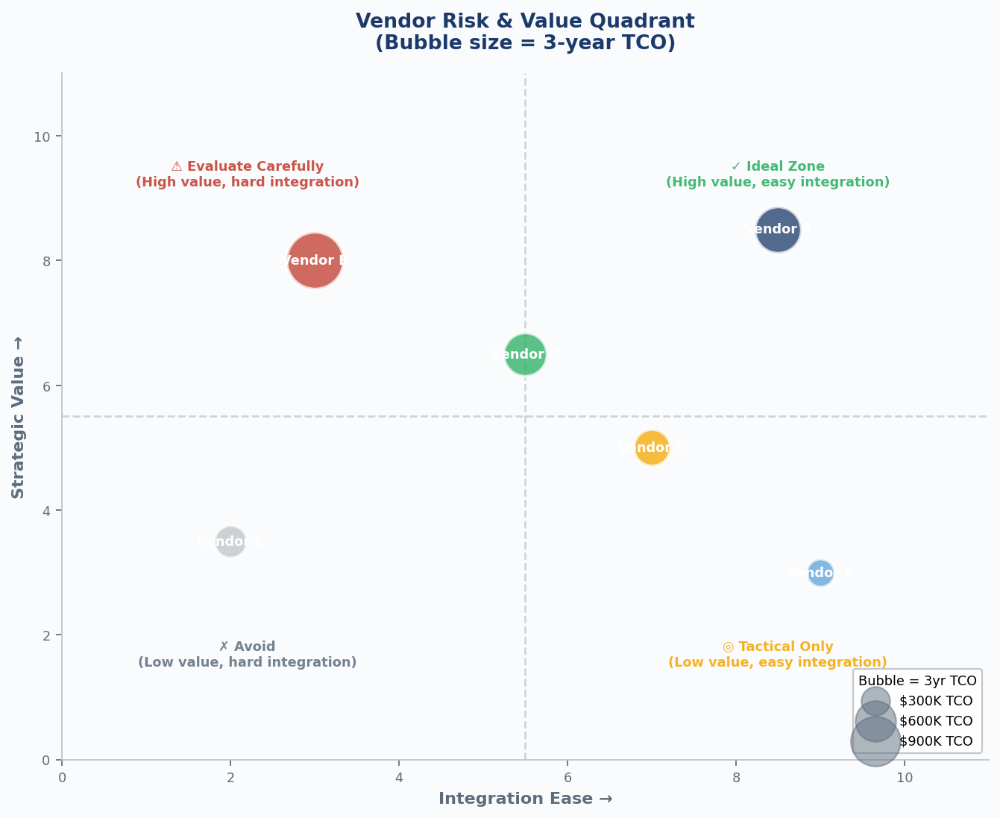 Vendor Risk & Value Quadrant
(Bubble size = 3-year TCO)
10
8
6
4
2
0
Strategic Value →
⚠ Evaluate Carefully
(High value, hard integration)
✓ Ideal Zone
(High value, easy integration)
Vendor A
Vendor B
Vendor D
Vendor C
Vendor E
Vendor F
✗ Avoid
(Low value, hard integration)
◎ Tactical Only
(Low value, easy integration)
Bubble = 3yr TCO
$300K TCO
$600K TCO
$900K TCO
0
2
4
6
8
10
Integration Ease →